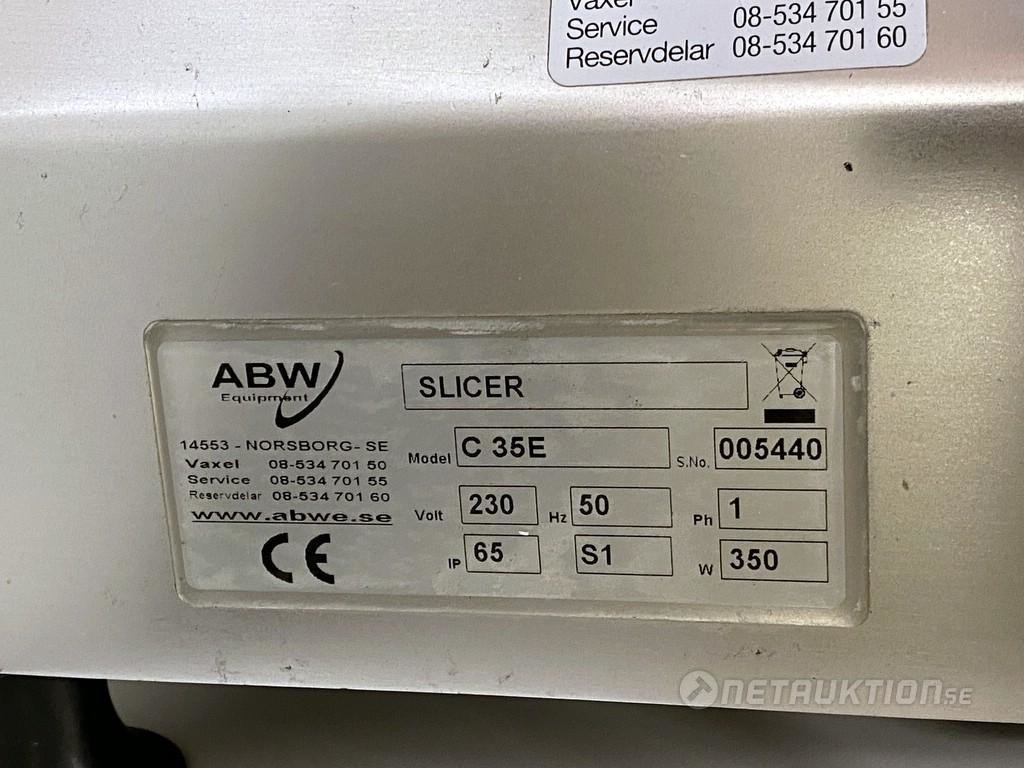 Växel 08-534 701 55
Service
Reservdelar 08-534 701 60
ABW
Equipment
14553 - NORSBORG- SE
Vaxel 08-534 701 50
Service 08-534 701 55
Reservdelar 08-534 701 60
www.abwe.se
CE
SLICER
Model C 35E S.No. 005440
Volt 230 Hz 50 Ph 1
IP 65 S1 W 350
NETAUKTION.SE